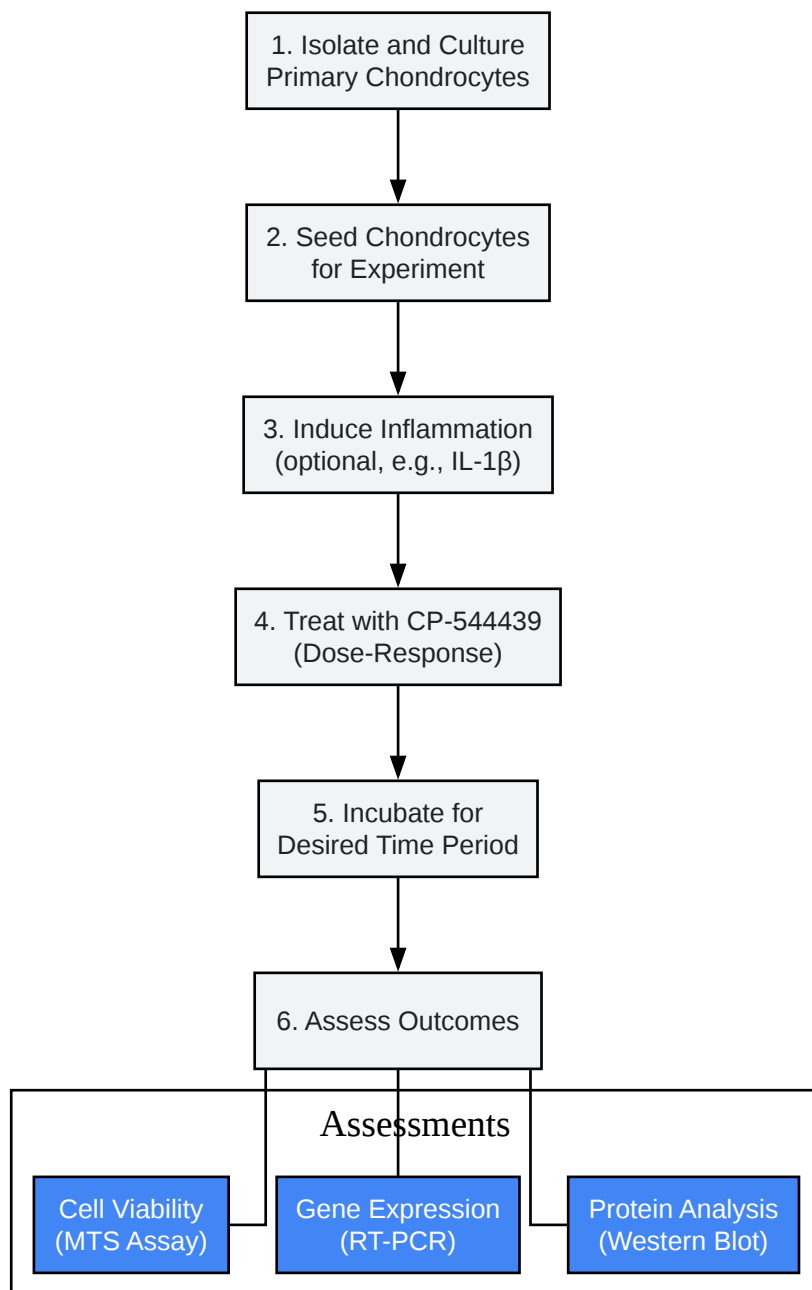 1. Isolate and Culture
Primary Chondrocytes
2. Seed Chondrocytes
for Experiment
3. Induce Inflammation
(optional, e.g., IL-1β)
4. Treat with CP-544439
(Dose-Response)
5. Incubate for
Desired Time Period
6. Assess Outcomes
Assessments
Cell Viability
(MTS Assay)
Gene Expression
(RT-PCR)
Protein Analysis
(Western Blot)